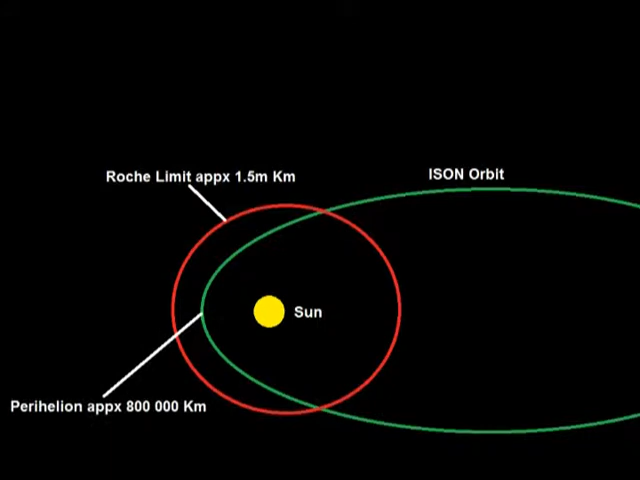 ISON Orbit
Roche Limit appx 1.5m Km
Sun
Perihelion appx 800 000 Km